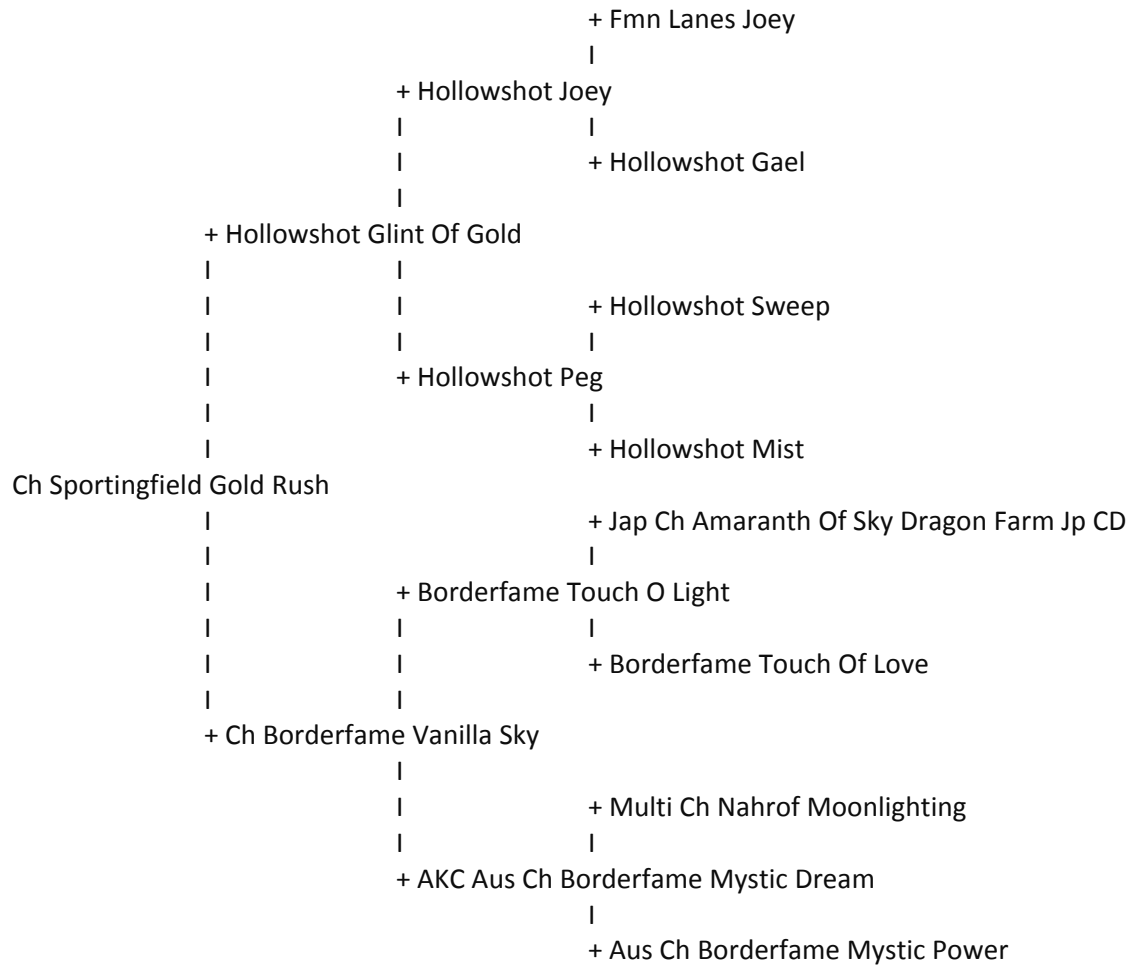 + Fmn Lanes Joey
+ Hollowshot Joey
+ Hollowshot Gael
+ Hollowshot Glint Of Gold
+ Hollowshot Sweep
+ Hollowshot Peg
+ Hollowshot Mist
Ch Sportingfield Gold Rush
+ Jap Ch Amaranth Of Sky Dragon Farm Jp CD
+ Borderfame Touch O Light
+ Borderfame Touch Of Love
+ Ch Borderfame Vanilla Sky
+ Multi Ch Nahrof Moonlighting
+ AKC Aus Ch Borderfame Mystic Dream
+ Aus Ch Borderfame Mystic Power